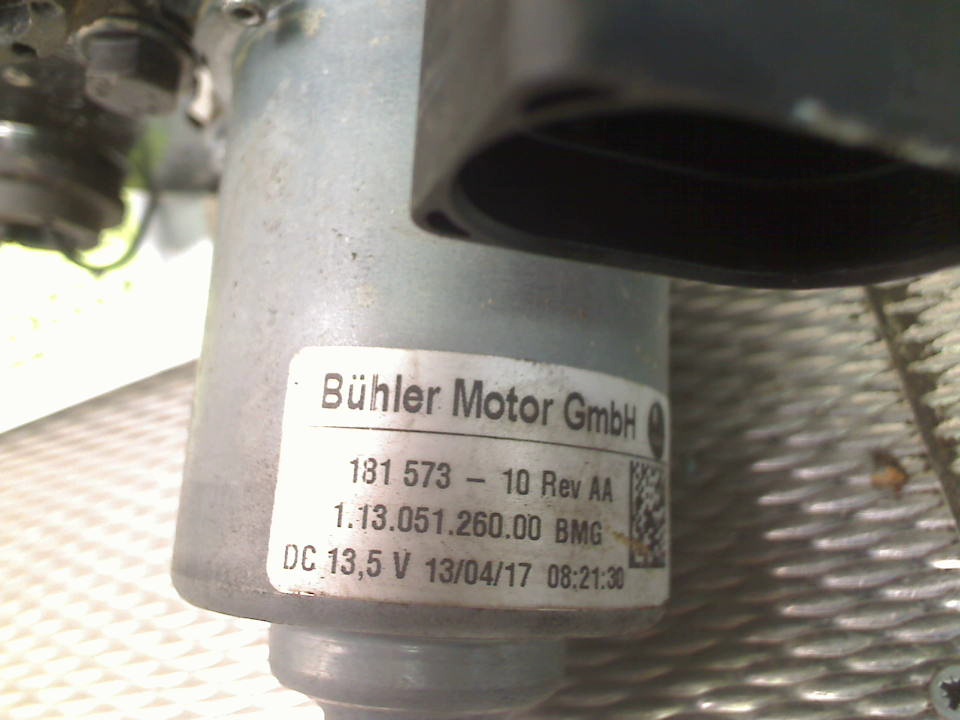 Bühler Motor GmbH
181 573 - 10 Rev AA
1.13.051.260.00 BMG
DC 13,5 V 13/04/17 08:21:30